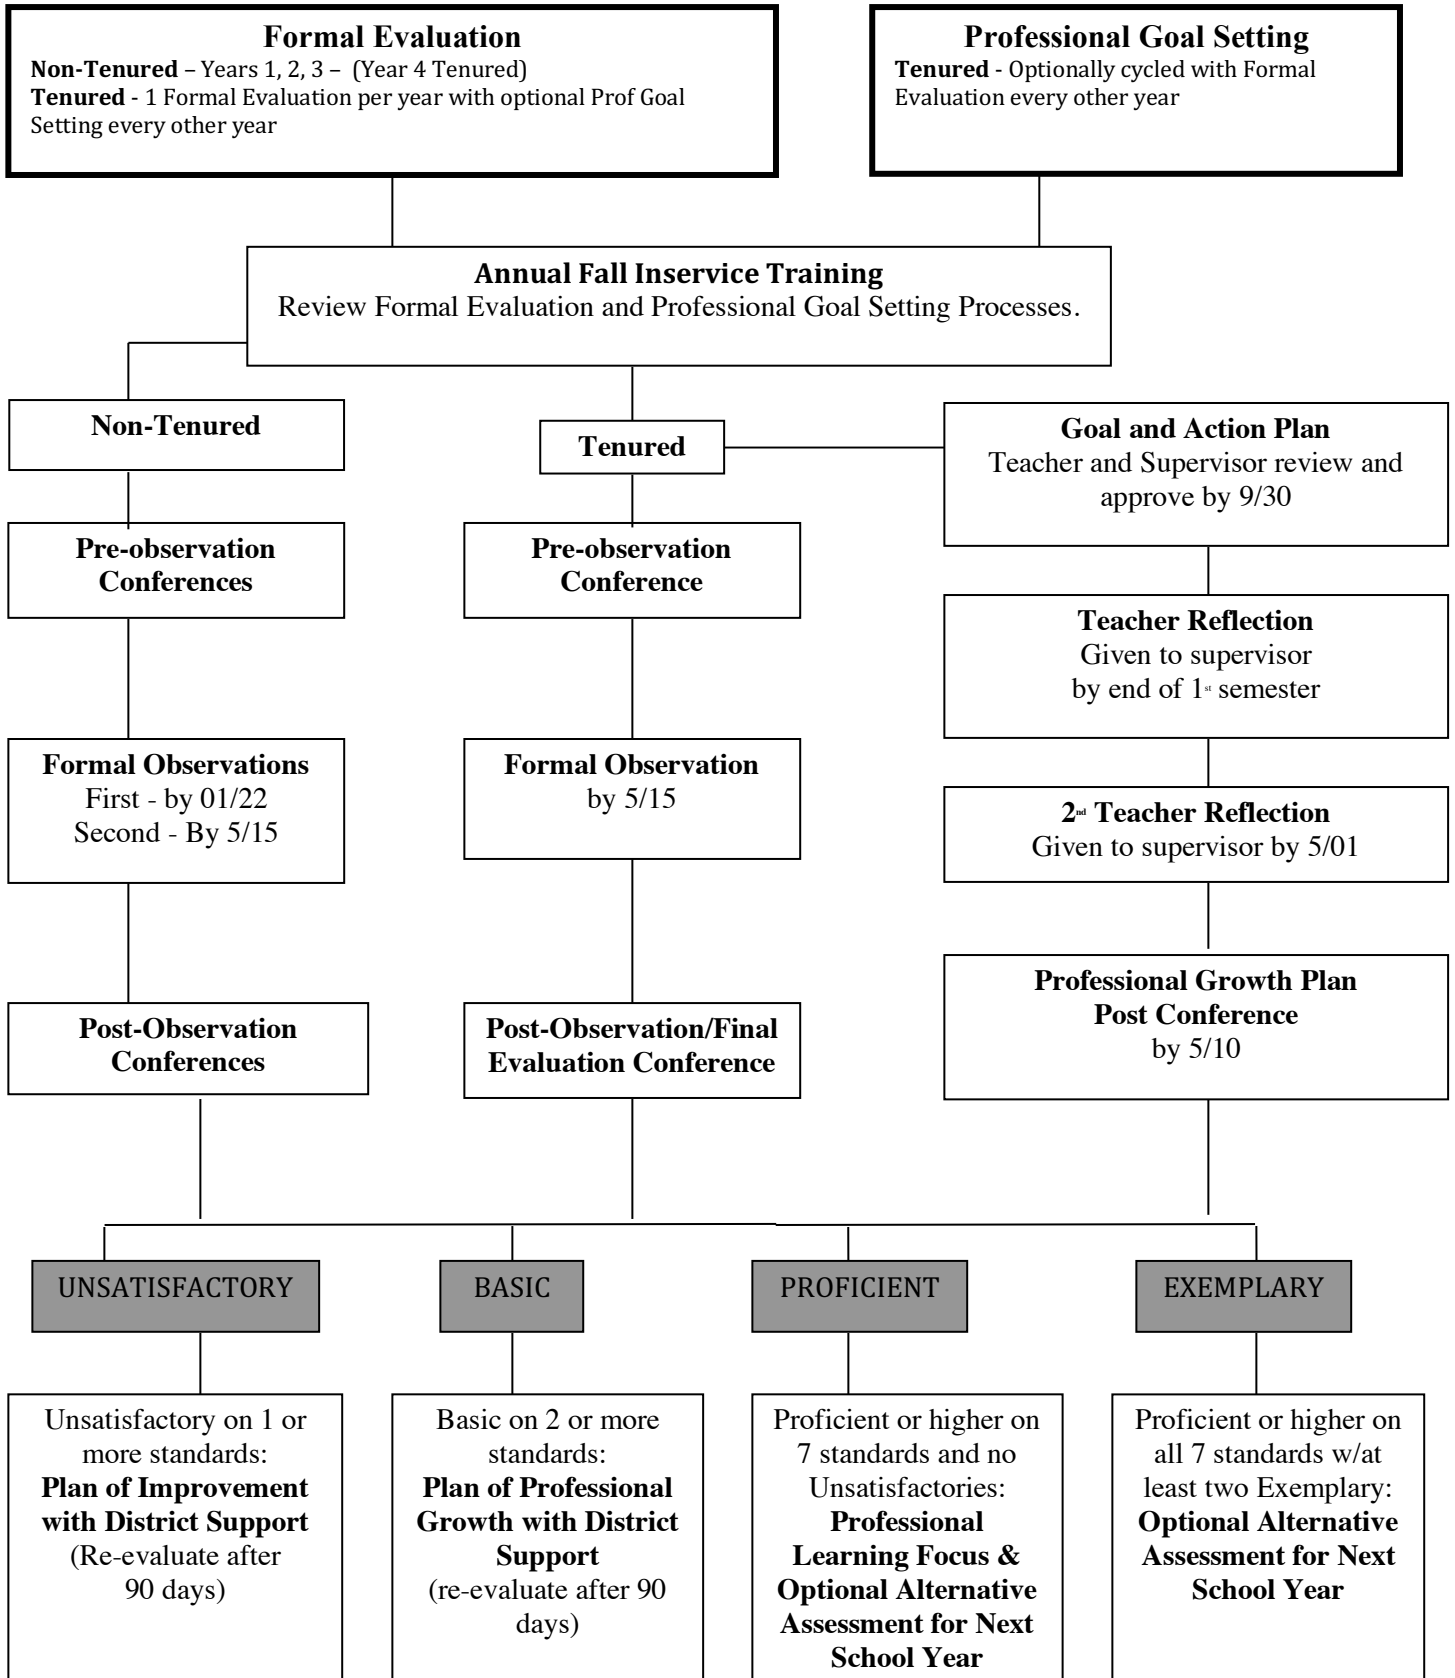 Formal Evaluation
Non-Tenured – Years 1, 2, 3 – (Year 4 Tenured)
Tenured - 1 Formal Evaluation per year with optional Prof Goal
Setting every other year
Professional Goal Setting
Tenured - Optionally cycled with Formal
Evaluation every other year
Annual Fall Inservice Training
Review Formal Evaluation and Professional Goal Setting Processes.
Non-Tenured
Tenured
Goal and Action Plan
Teacher and Supervisor review and
approve by 9/30
Pre-observation
Conferences
Pre-observation
Conference
Teacher Reflection
Given to supervisor
by end of 1st semester
Formal Observations
First - by 01/22
Second - By 5/15
Formal Observation
by 5/15
2nd Teacher Reflection
Given to supervisor by 5/01
Professional Growth Plan
Post Conference
by 5/10
Post-Observation
Conferences
Post-Observation/Final
Evaluation Conference
UNSATISFACTORY
BASIC
PROFICIENT
EXEMPLARY
Unsatisfactory on 1 or
more standards:
Plan of Improvement
with District Support
(Re-evaluate after
90 days)
Basic on 2 or more
standards:
Plan of Professional
Growth with District
Support
(re-evaluate after 90
days)
Proficient or higher on
7 standards and no
Unsatisfactories:
Professional
Learning Focus &
Optional Alternative
Assessment for Next
School Year
Proficient or higher on
all 7 standards w/at
least two Exemplary:
Optional Alternative
Assessment for Next
School Year